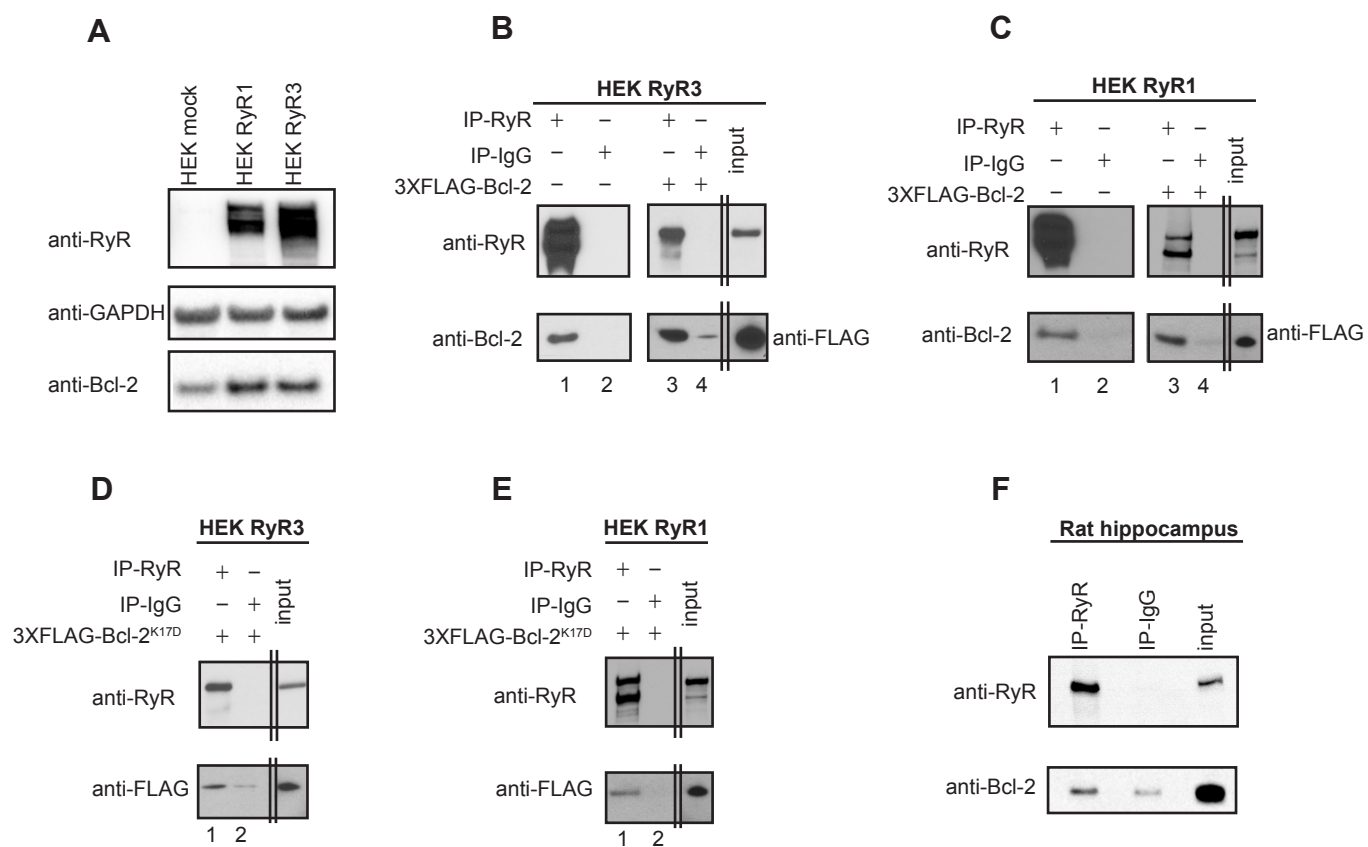 A
HEK mock
HEK RyR1
HEK RyR3
anti-RyR
anti-GAPDH
anti-Bcl-2
B
HEK RyR3
IP-RyR + − + − input
IP-IgG − + − +
3XFLAG-Bcl-2 − − + +
anti-RyR
anti-Bcl-2 anti-FLAG
1 2 3 4
C
HEK RyR1
IP-RyR + − + − input
IP-IgG − + − +
3XFLAG-Bcl-2 − − + +
anti-RyR
anti-Bcl-2 anti-FLAG
1 2 3 4
D
HEK RyR3
IP-RyR + − input
IP-IgG − +
3XFLAG-Bcl-2ᴷ¹⁷ᴰ + +
anti-RyR
anti-FLAG
1 2
E
HEK RyR1
IP-RyR + − input
IP-IgG − +
3XFLAG-Bcl-2ᴷ¹⁷ᴰ + +
anti-RyR
anti-FLAG
1 2
F
Rat hippocampus
IP-RyR
IP-IgG
input
anti-RyR
anti-Bcl-2